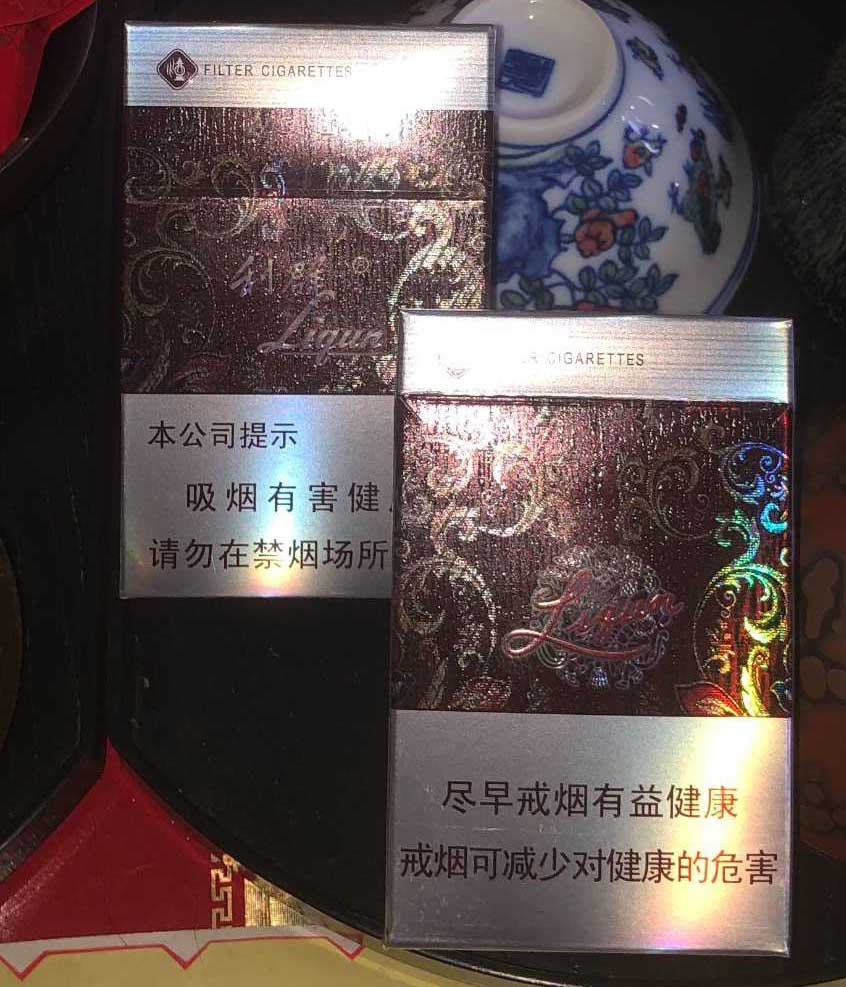 FILTER CIGARETTES
利群
Liqun
本公司提示
吸烟有害健
请勿在禁烟场所
CIGARETTES
Liqun
尽早戒烟有益健康
戒烟可减少对健康的危害